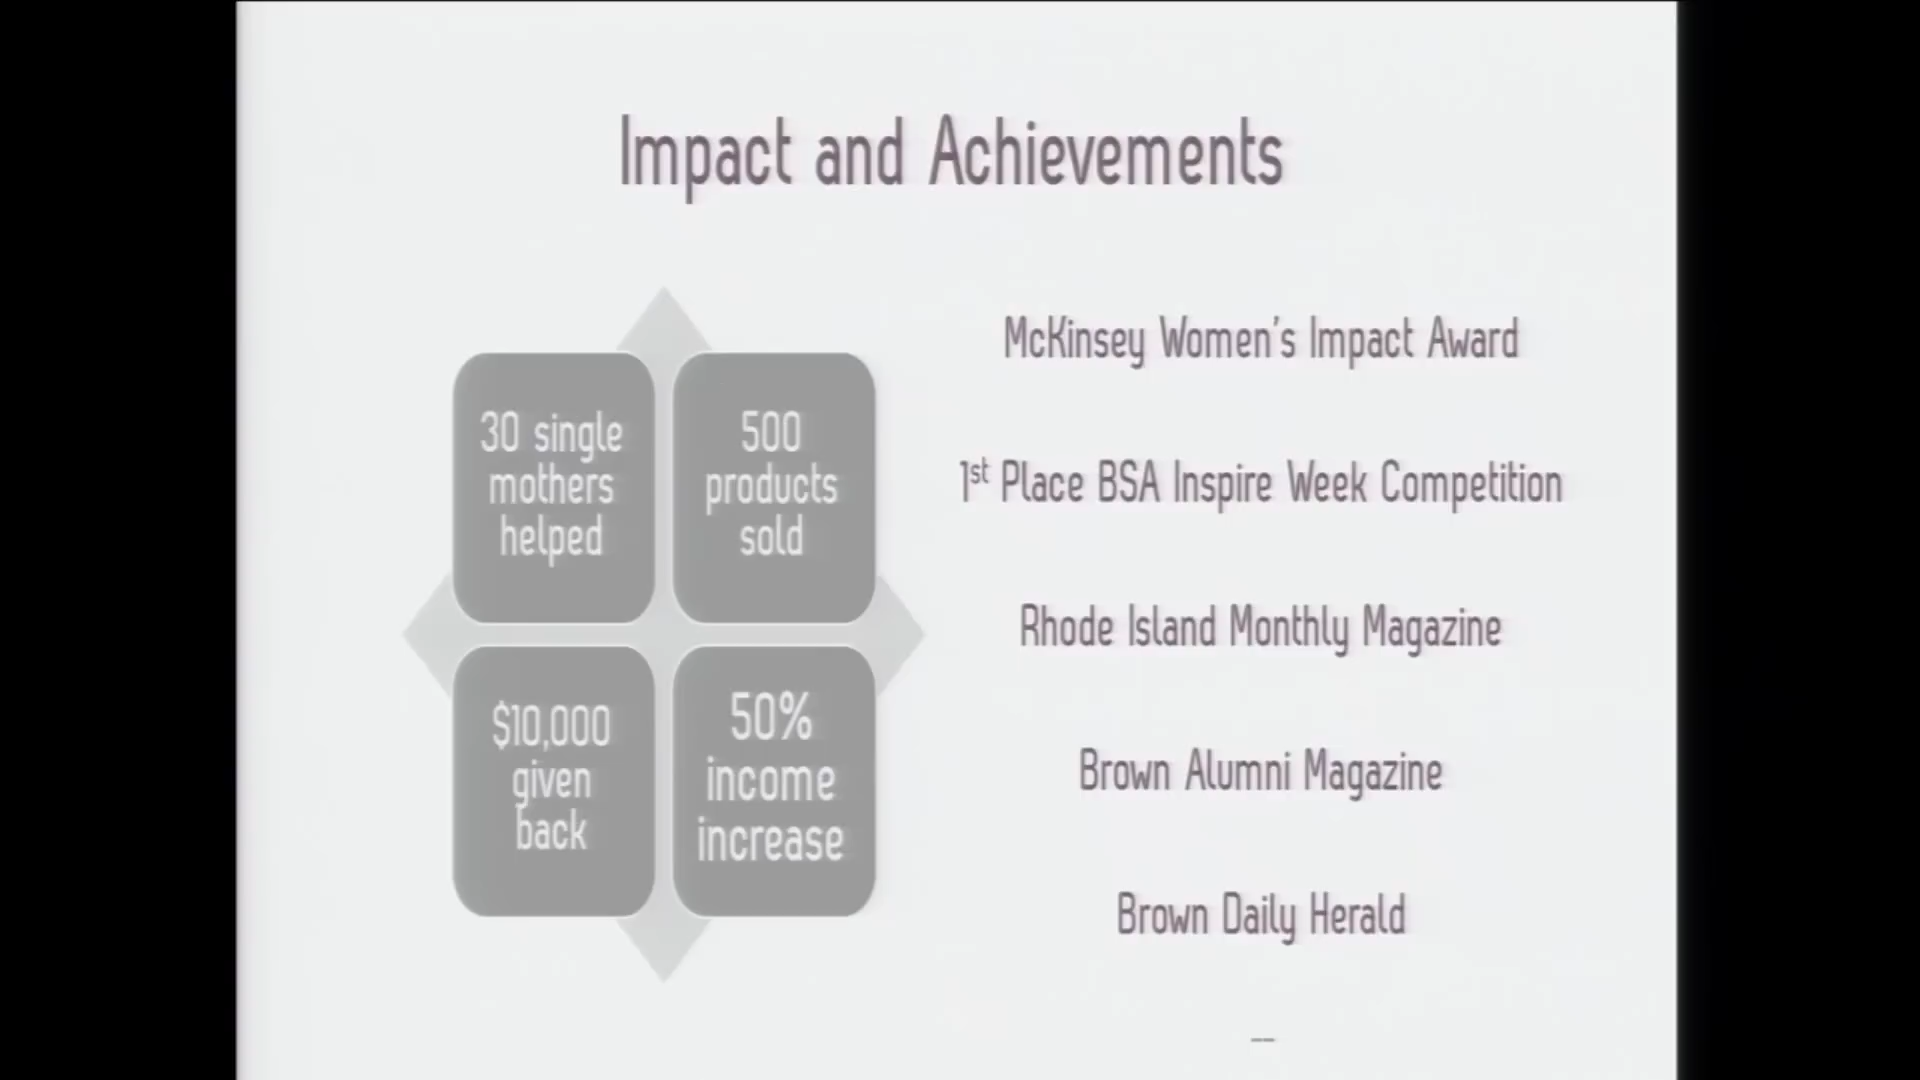 Impact and Achievements
30 single
mothers
helped
500
products
sold
$10,000
given
back
50%
income
increase
McKinsey Women's Impact Award
1st Place BSA Inspire Week Competition
Rhode Island Monthly Magazine
Brown Alumni Magazine
Brown Daily Herald